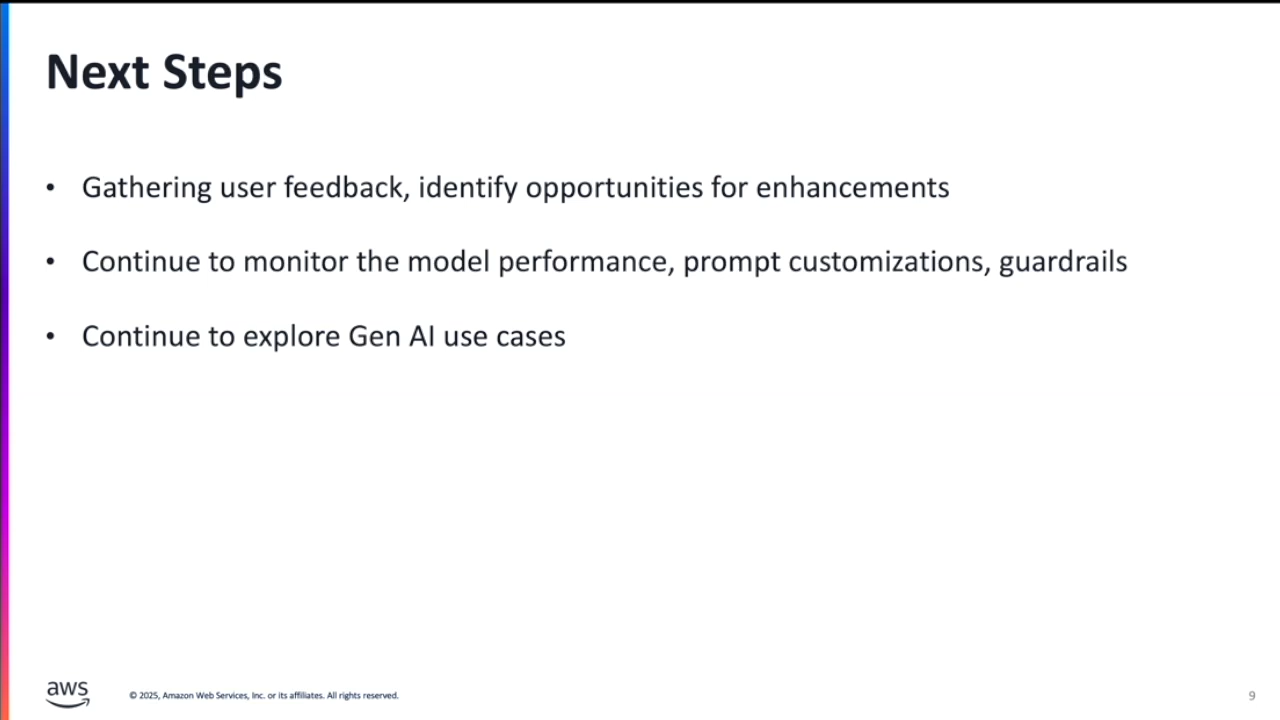 Next Steps
• Gathering user feedback, identify opportunities for enhancements
• Continue to monitor the model performance, prompt customizations, guardrails
• Continue to explore Gen AI use cases
aws
© 2025, Amazon Web Services, Inc. or its affiliates. All rights reserved.
9